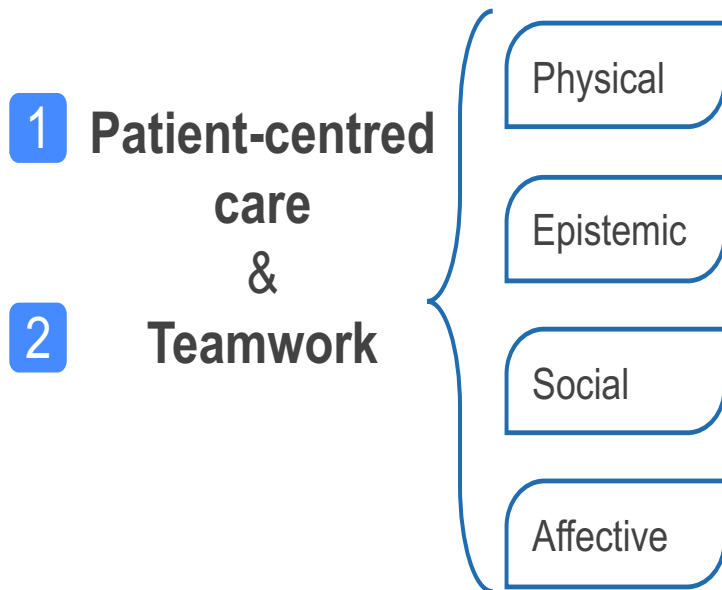 1
Patient-centred
care
&
2
Teamwork
Physical
Epistemic
Social
Affective